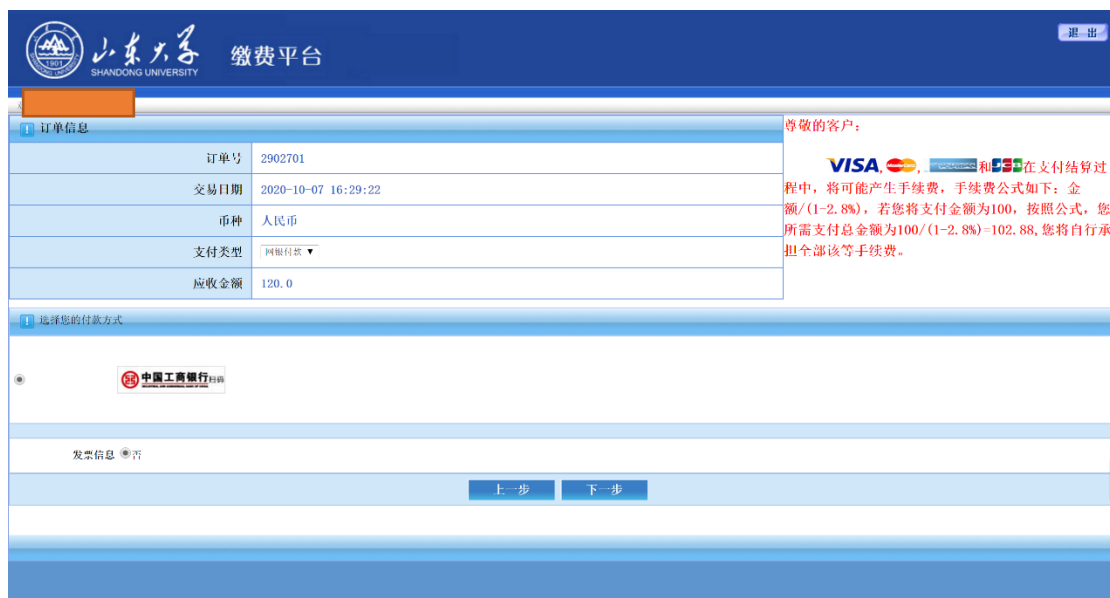 山东大学
SHANDONG UNIVERSITY
1901
缴费平台
退 出
订单信息
订单号 2902701
交易日期 2020-10-07 16:29:22
币种 人民币
支付类型 网银付款 ▼
应收金额 120.0
尊敬的客户:
VISA, MasterCard, 和JCB在支付结算过
程中, 将可能产生手续费, 手续费公式如下: 金
额/(1-2.8%), 若您将支付金额为100, 按照公式, 您
所需支付总金额为100/(1-2.8%)=102.88, 您将自行承
担全部该等手续费。
选择您的付款方式
中国工商银行扫码
发票信息 否
上一步 下一步